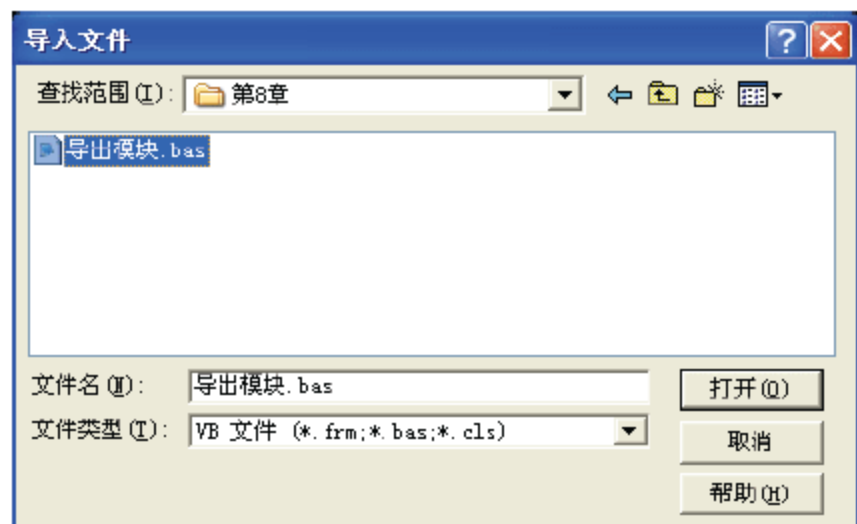 导入文件
查找范围(I): 第8章
导出模块.bas
文件名(N): 导出模块.bas 打开(O)
文件类型(T): VB 文件 (*.frm;*.bas;*.cls) 取消
帮助(H)